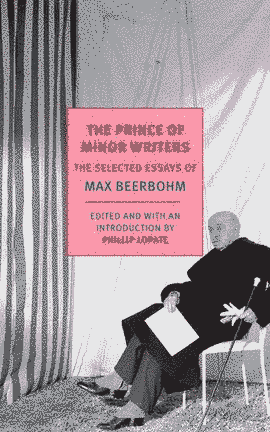 THE PRINCE OF
MINOR WRITERS
THE SELECTED ESSAYS OF
MAX BEERBOHM
EDITED AND WITH AN
INTRODUCTION BY
PHILLIP LOPATE